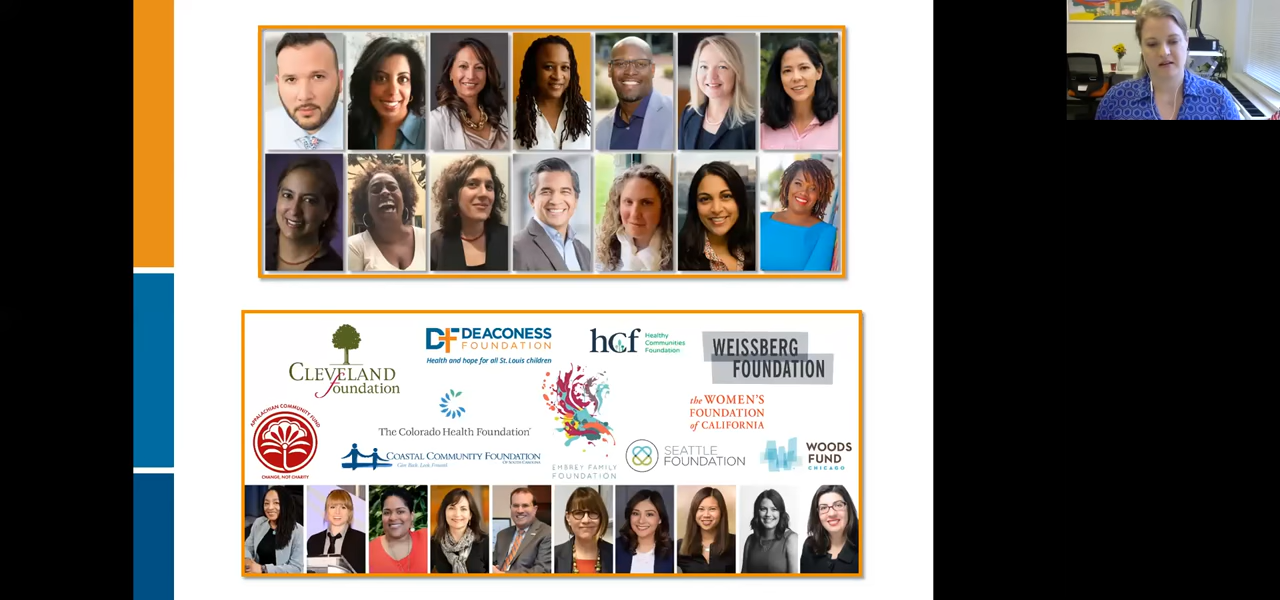 CLEVELAND
foundation
DF DEACONESS
FOUNDATION
Health and hope for all St. Louis children
hcf Healthy
Communities
Foundation
WEISSBERG
FOUNDATION
APPALACHIAN COMMUNITY FUND
CHANGE, NOT CHARITY
The Colorado Health Foundation
COASTAL COMMUNITY FOUNDATION
OF SOUTH CAROLINA
Give Back. Look Forward.
EMBREY FAMILY
FOUNDATION
the WOMEN'S
FOUNDATION
of CALIFORNIA
SEATTLE
FOUNDATION
WOODS
FUND
CHICAGO